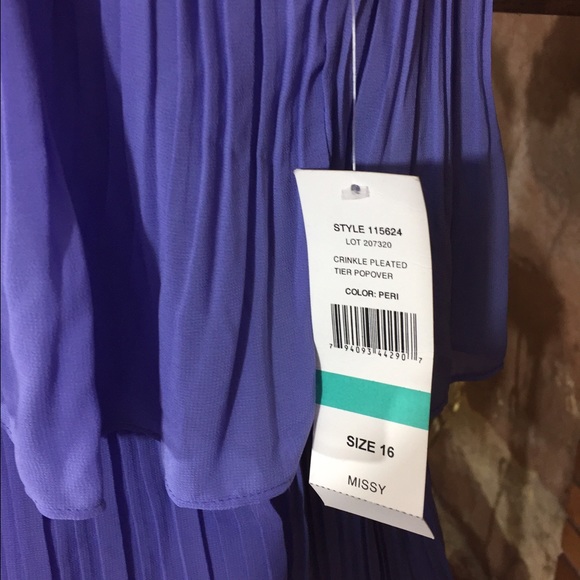 STYLE 115624
LOT 207320
CRINKLE PLEATED
TIER POPOVER
COLOR: PERI
7 94093 44290 7
SIZE 16
MISSY